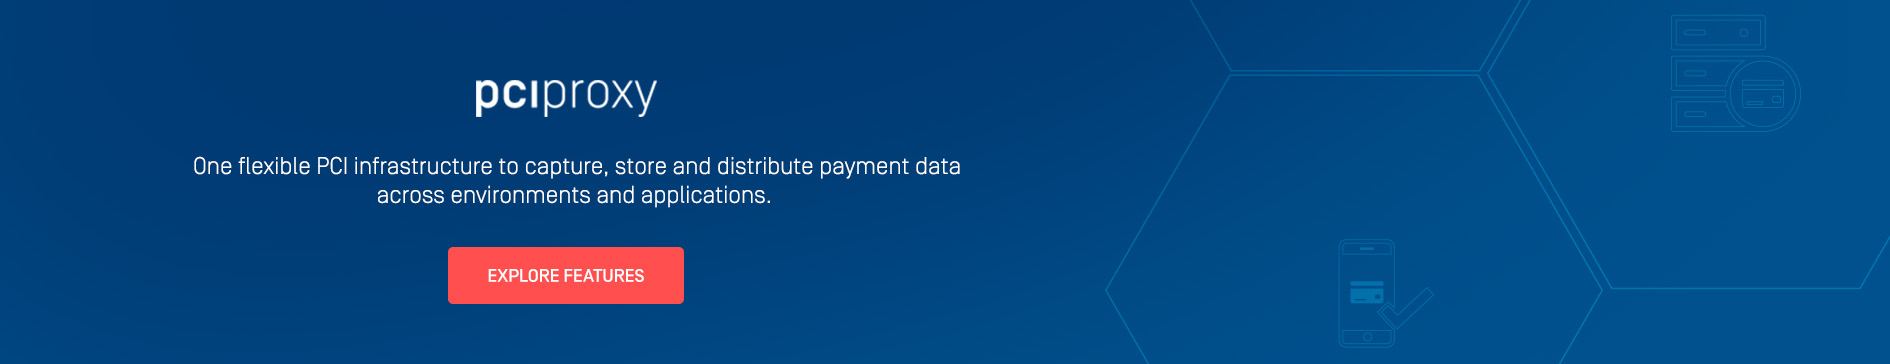 pciproxy
One flexible PCI infrastructure to capture, store and distribute payment data
across environments and applications.
EXPLORE FEATURES